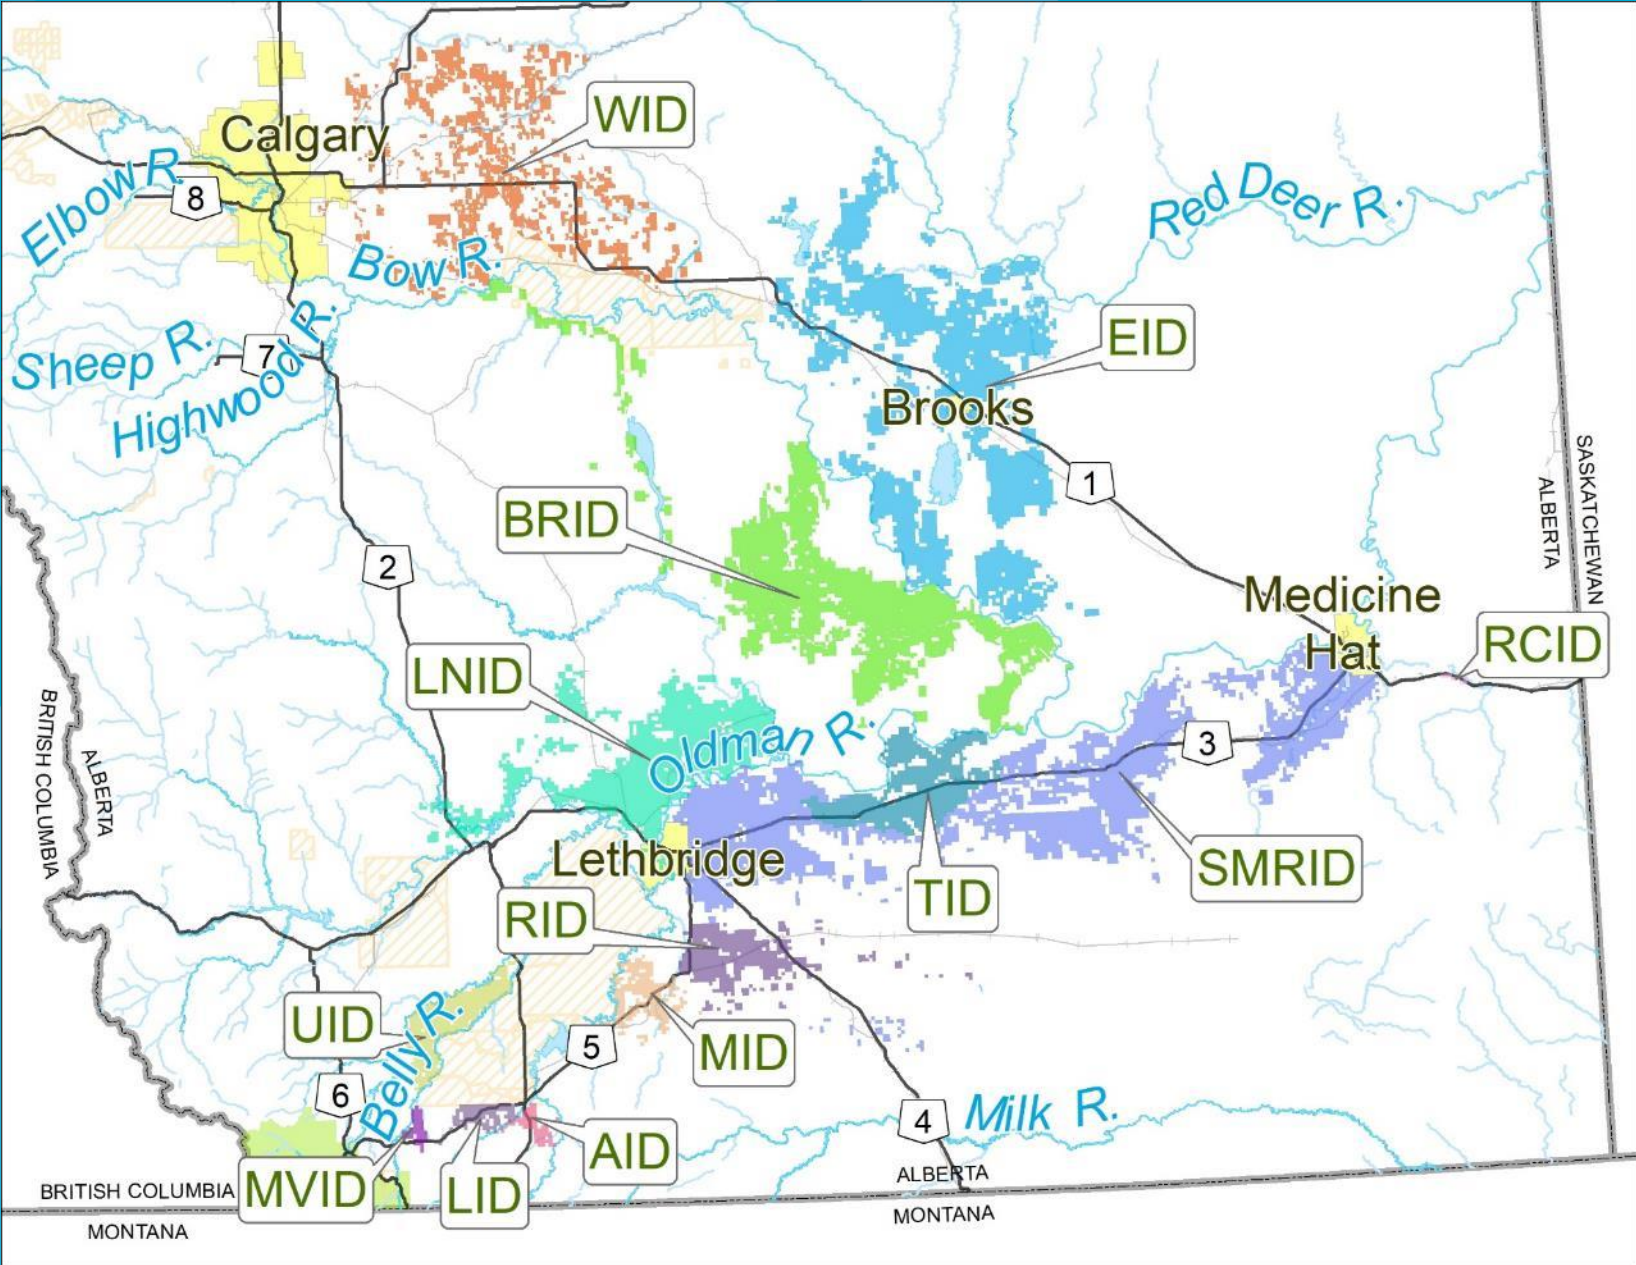 WID
Calgary
Elbow R.
8
Red Deer R.
Bow R.
EID
Sheep R.
7
Highwood R.
Brooks
1
BRID
SASKATCHEWAN
ALBERTA
2
Medicine
Hat
RCID
LNID
BRITISH COLUMBIA
ALBERTA
Oldman R.
3
Lethbridge
SMRID
TID
RID
UID
Belly R.
5
MID
6
4
Milk R.
AID
MVID
LID
BRITISH COLUMBIA
MONTANA
ALBERTA
MONTANA